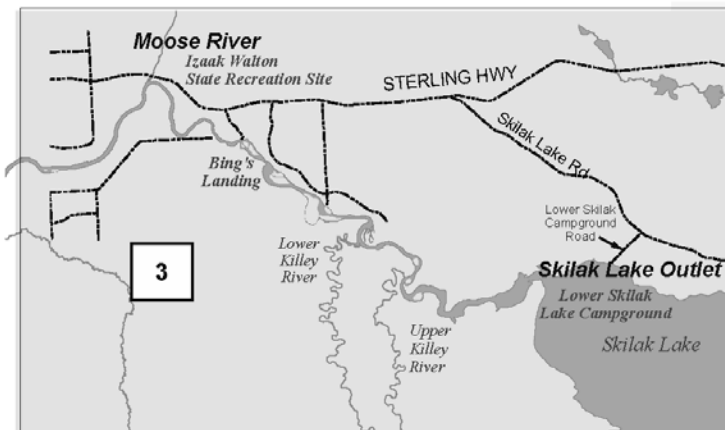 Moose River
Izaak Walton
State Recreation Site
STERLING HWY
Skilak Lake Rd
Bing's
Landing
Lower Skilak
Campground
Road
Lower
Killey
River
3
Skilak Lake Outlet
Lower Skilak
Lake Campground
Upper
Killey
River
Skilak Lake